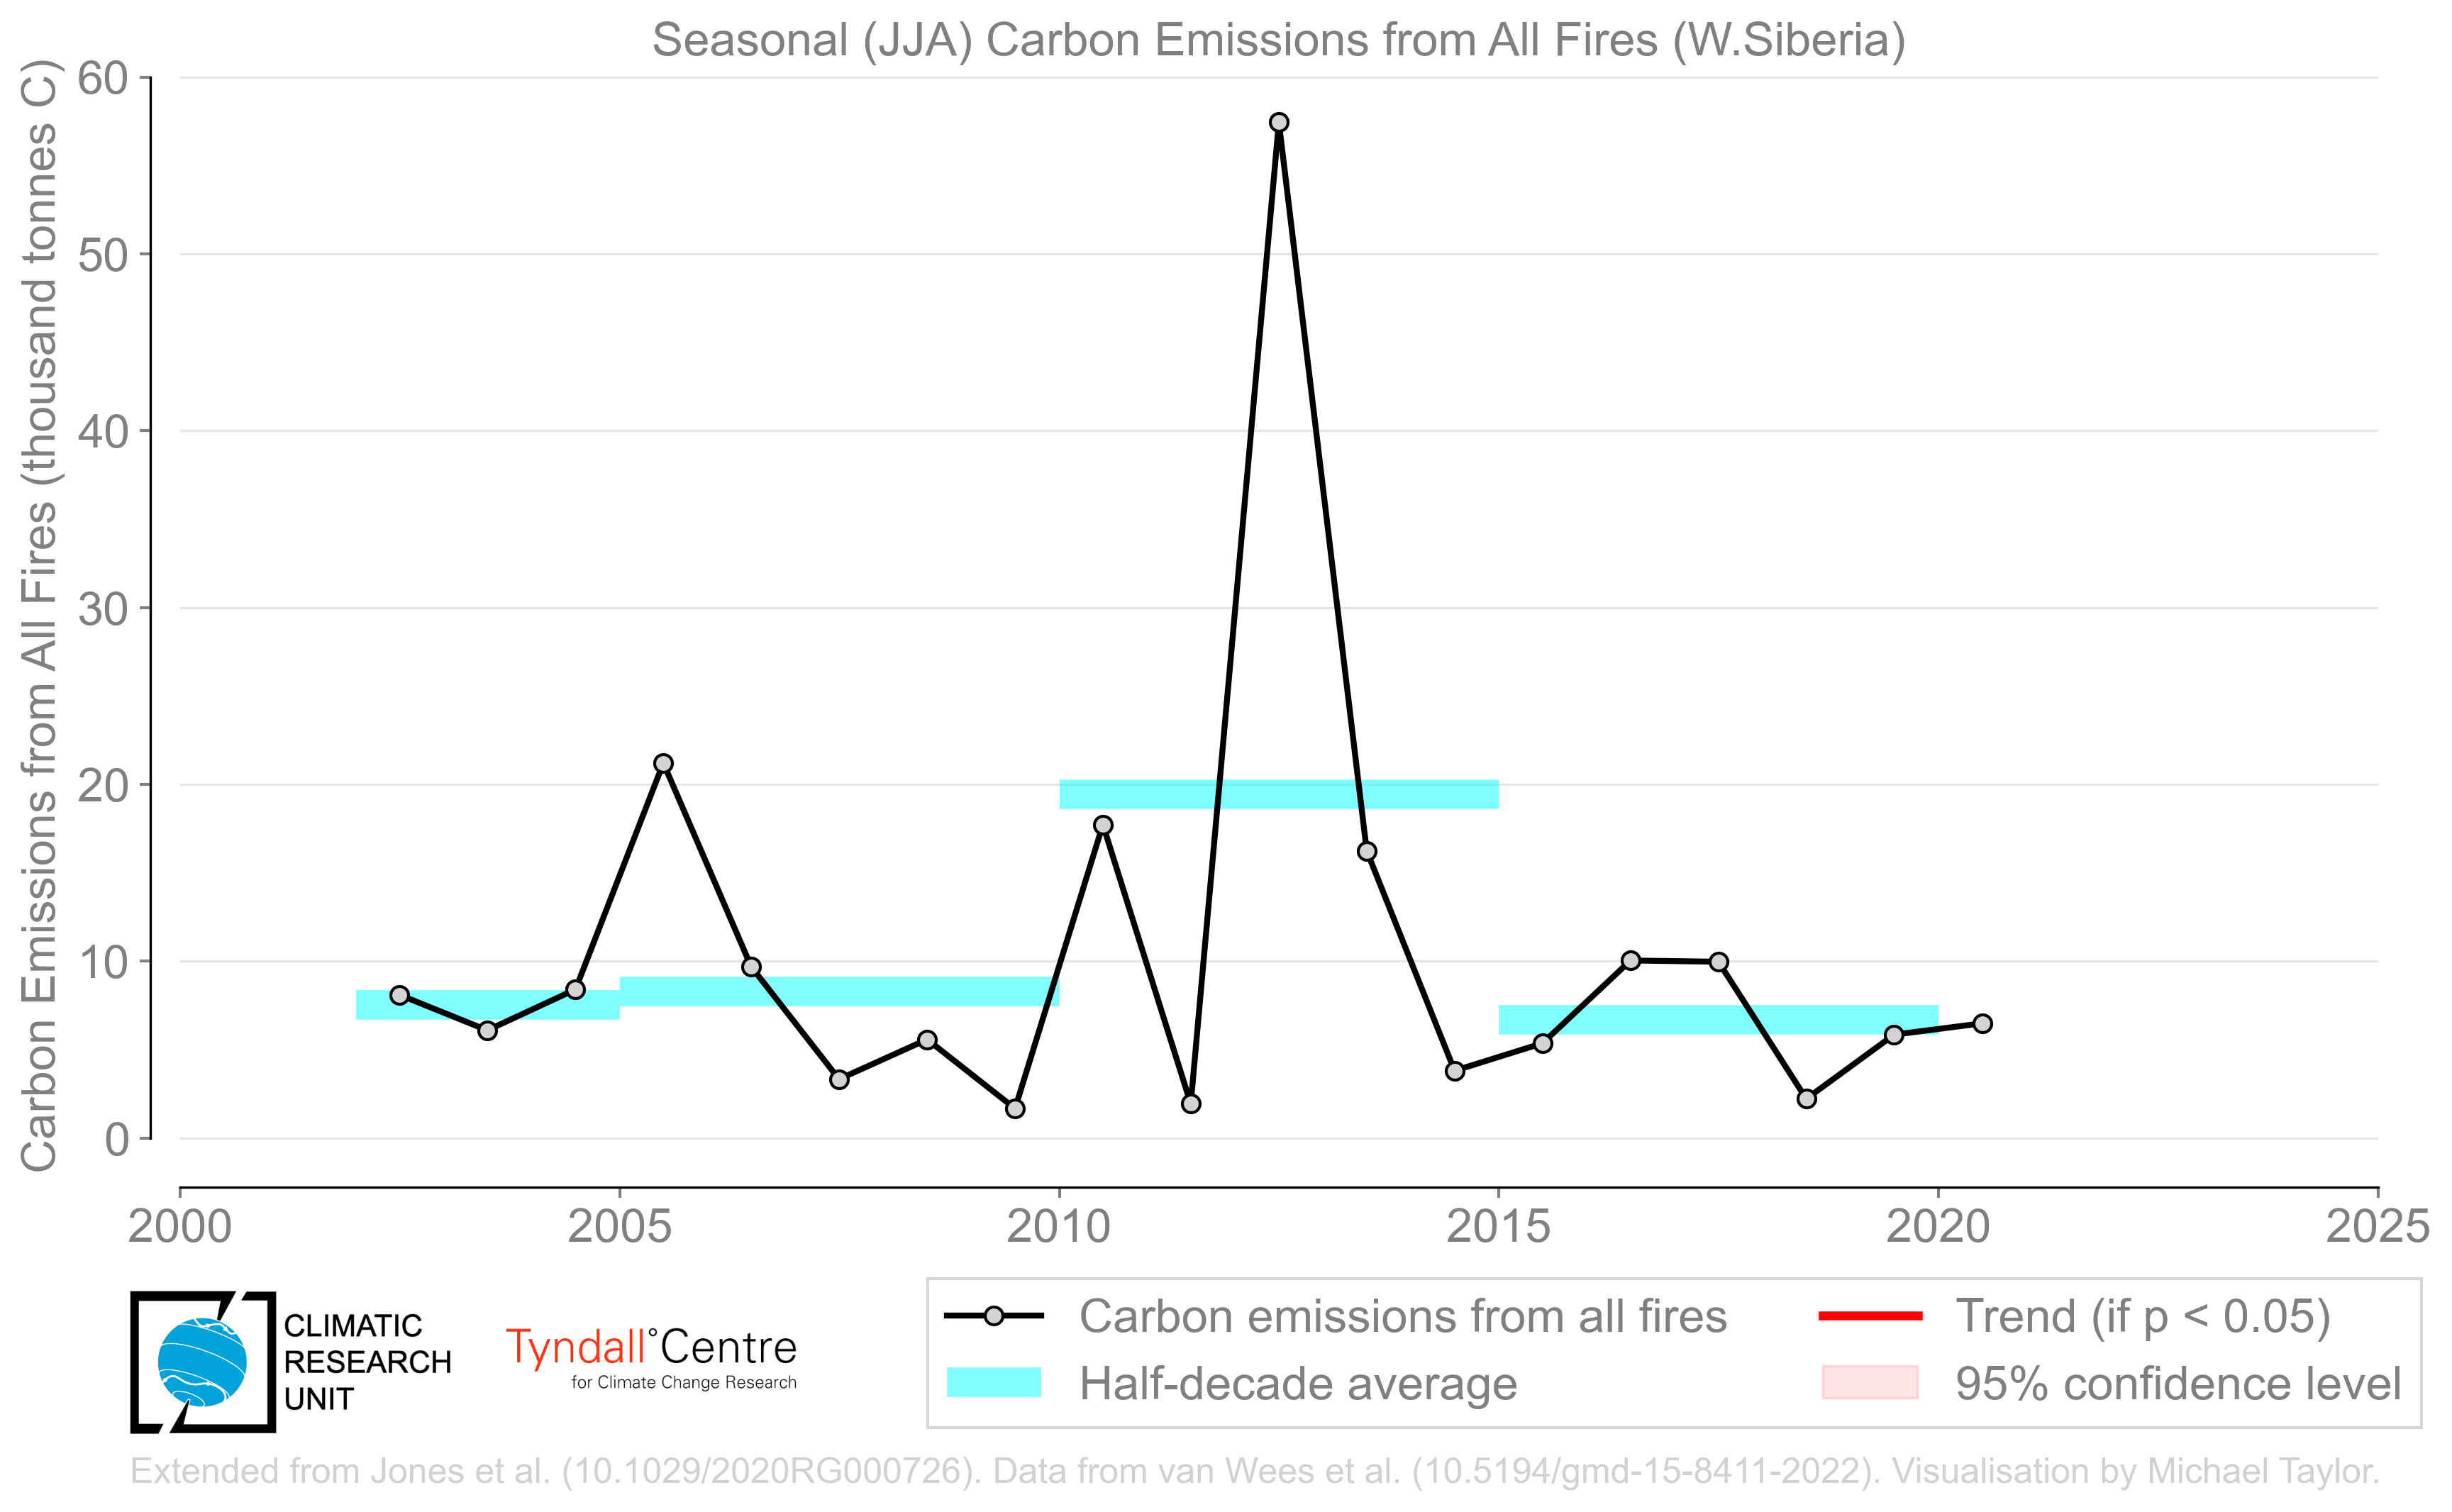 Seasonal (JJA) Carbon Emissions from All Fires (W.Siberia)
Carbon Emissions from All Fires (thousand tonnes C)
60
50
40
30
20
10
0
2000 2005 2010 2015 2020 2025
CLIMATIC
RESEARCH
UNIT
Tyndall°Centre
for Climate Change Research
Carbon emissions from all fires
Half-decade average
Trend (if p < 0.05)
95% confidence level
Extended from Jones et al. (10.1029/2020RG000726). Data from van Wees et al. (10.5194/gmd-15-8411-2022). Visualisation by Michael Taylor.